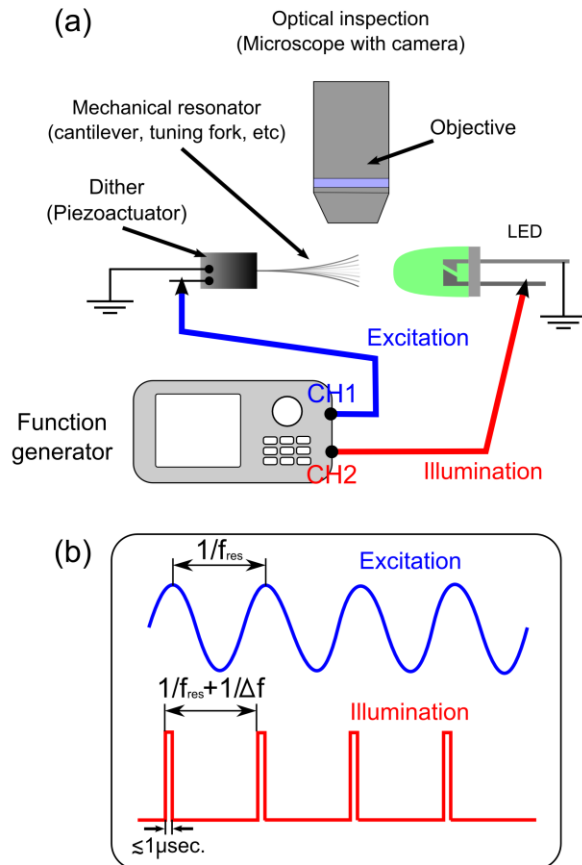 (a)
Optical inspection
(Microscope with camera)
Mechanical resonator
(cantilever, tuning fork, etc)
Objective
Dither
(Piezoactuator)
LED
Excitation
CH1
Function
generator
CH2
Illumination
(b)
1/fres
Excitation
1/fres+1/Δf
Illumination
≲1μsec.